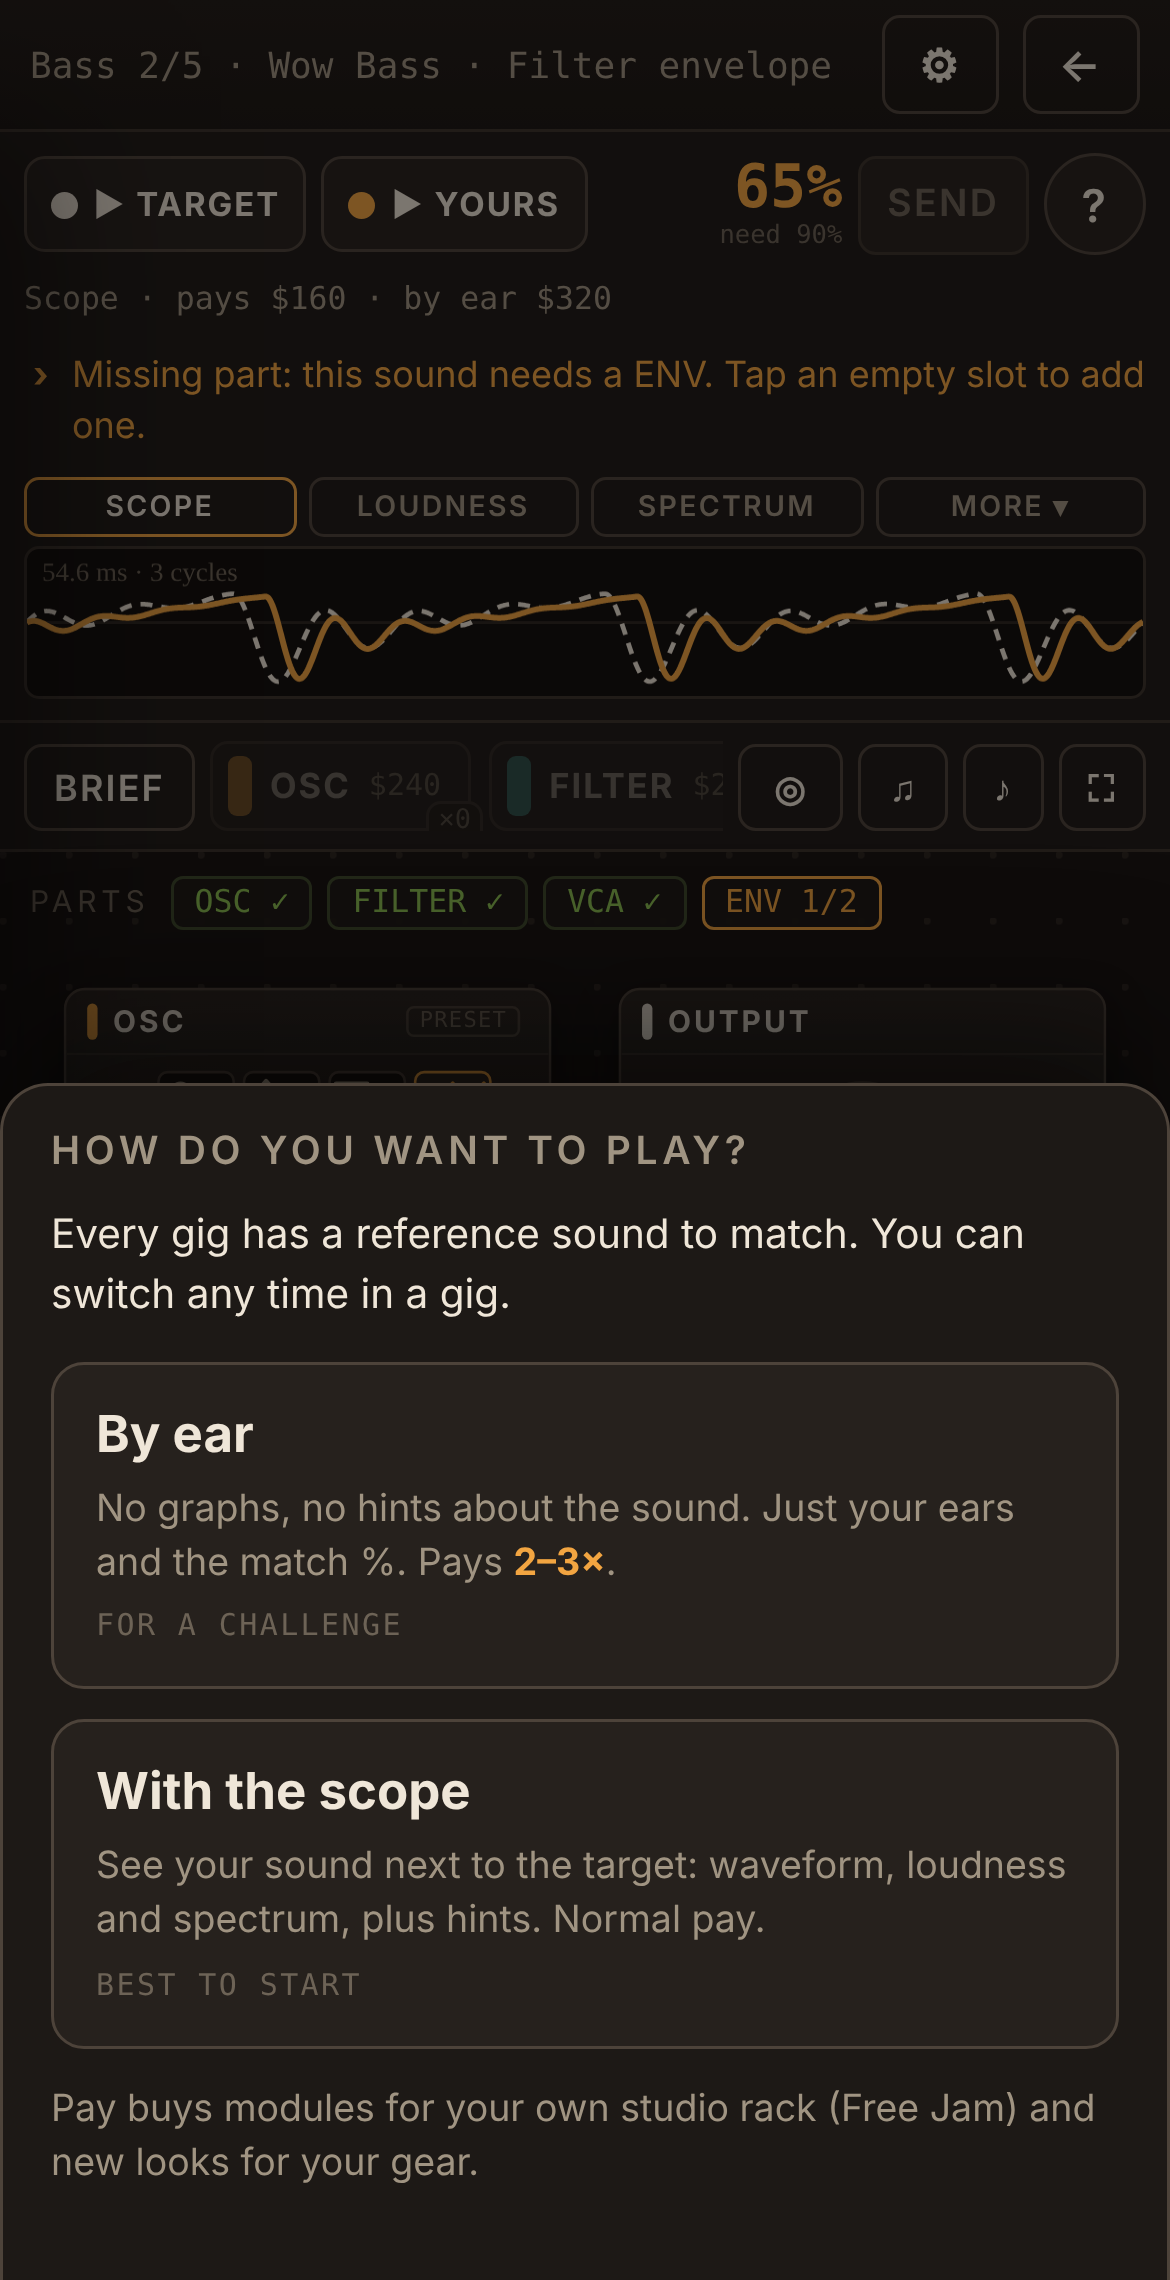 Bass 2/5 · Wow Bass · Filter envelope ⚙ ←
▶ TARGET ▶ YOURS 65% SEND ?
need 90%
Scope · pays $160 · by ear $320
› Missing part: this sound needs a ENV. Tap an empty slot to add
one.
SCOPE LOUDNESS SPECTRUM MORE ▾
54.6 ms · 3 cycles
BRIEF OSC $240 ×0 FILTER $2 ◎ ♫ ♪ ⛶
PARTS OSC ✓ FILTER ✓ VCA ✓ ENV 1/2
OSC PRESET OUTPUT
HOW DO YOU WANT TO PLAY?
Every gig has a reference sound to match. You can
switch any time in a gig.
By ear
No graphs, no hints about the sound. Just your ears
and the match %. Pays 2–3×.
FOR A CHALLENGE
With the scope
See your sound next to the target: waveform, loudness
and spectrum, plus hints. Normal pay.
BEST TO START
Pay buys modules for your own studio rack (Free Jam) and
new looks for your gear.